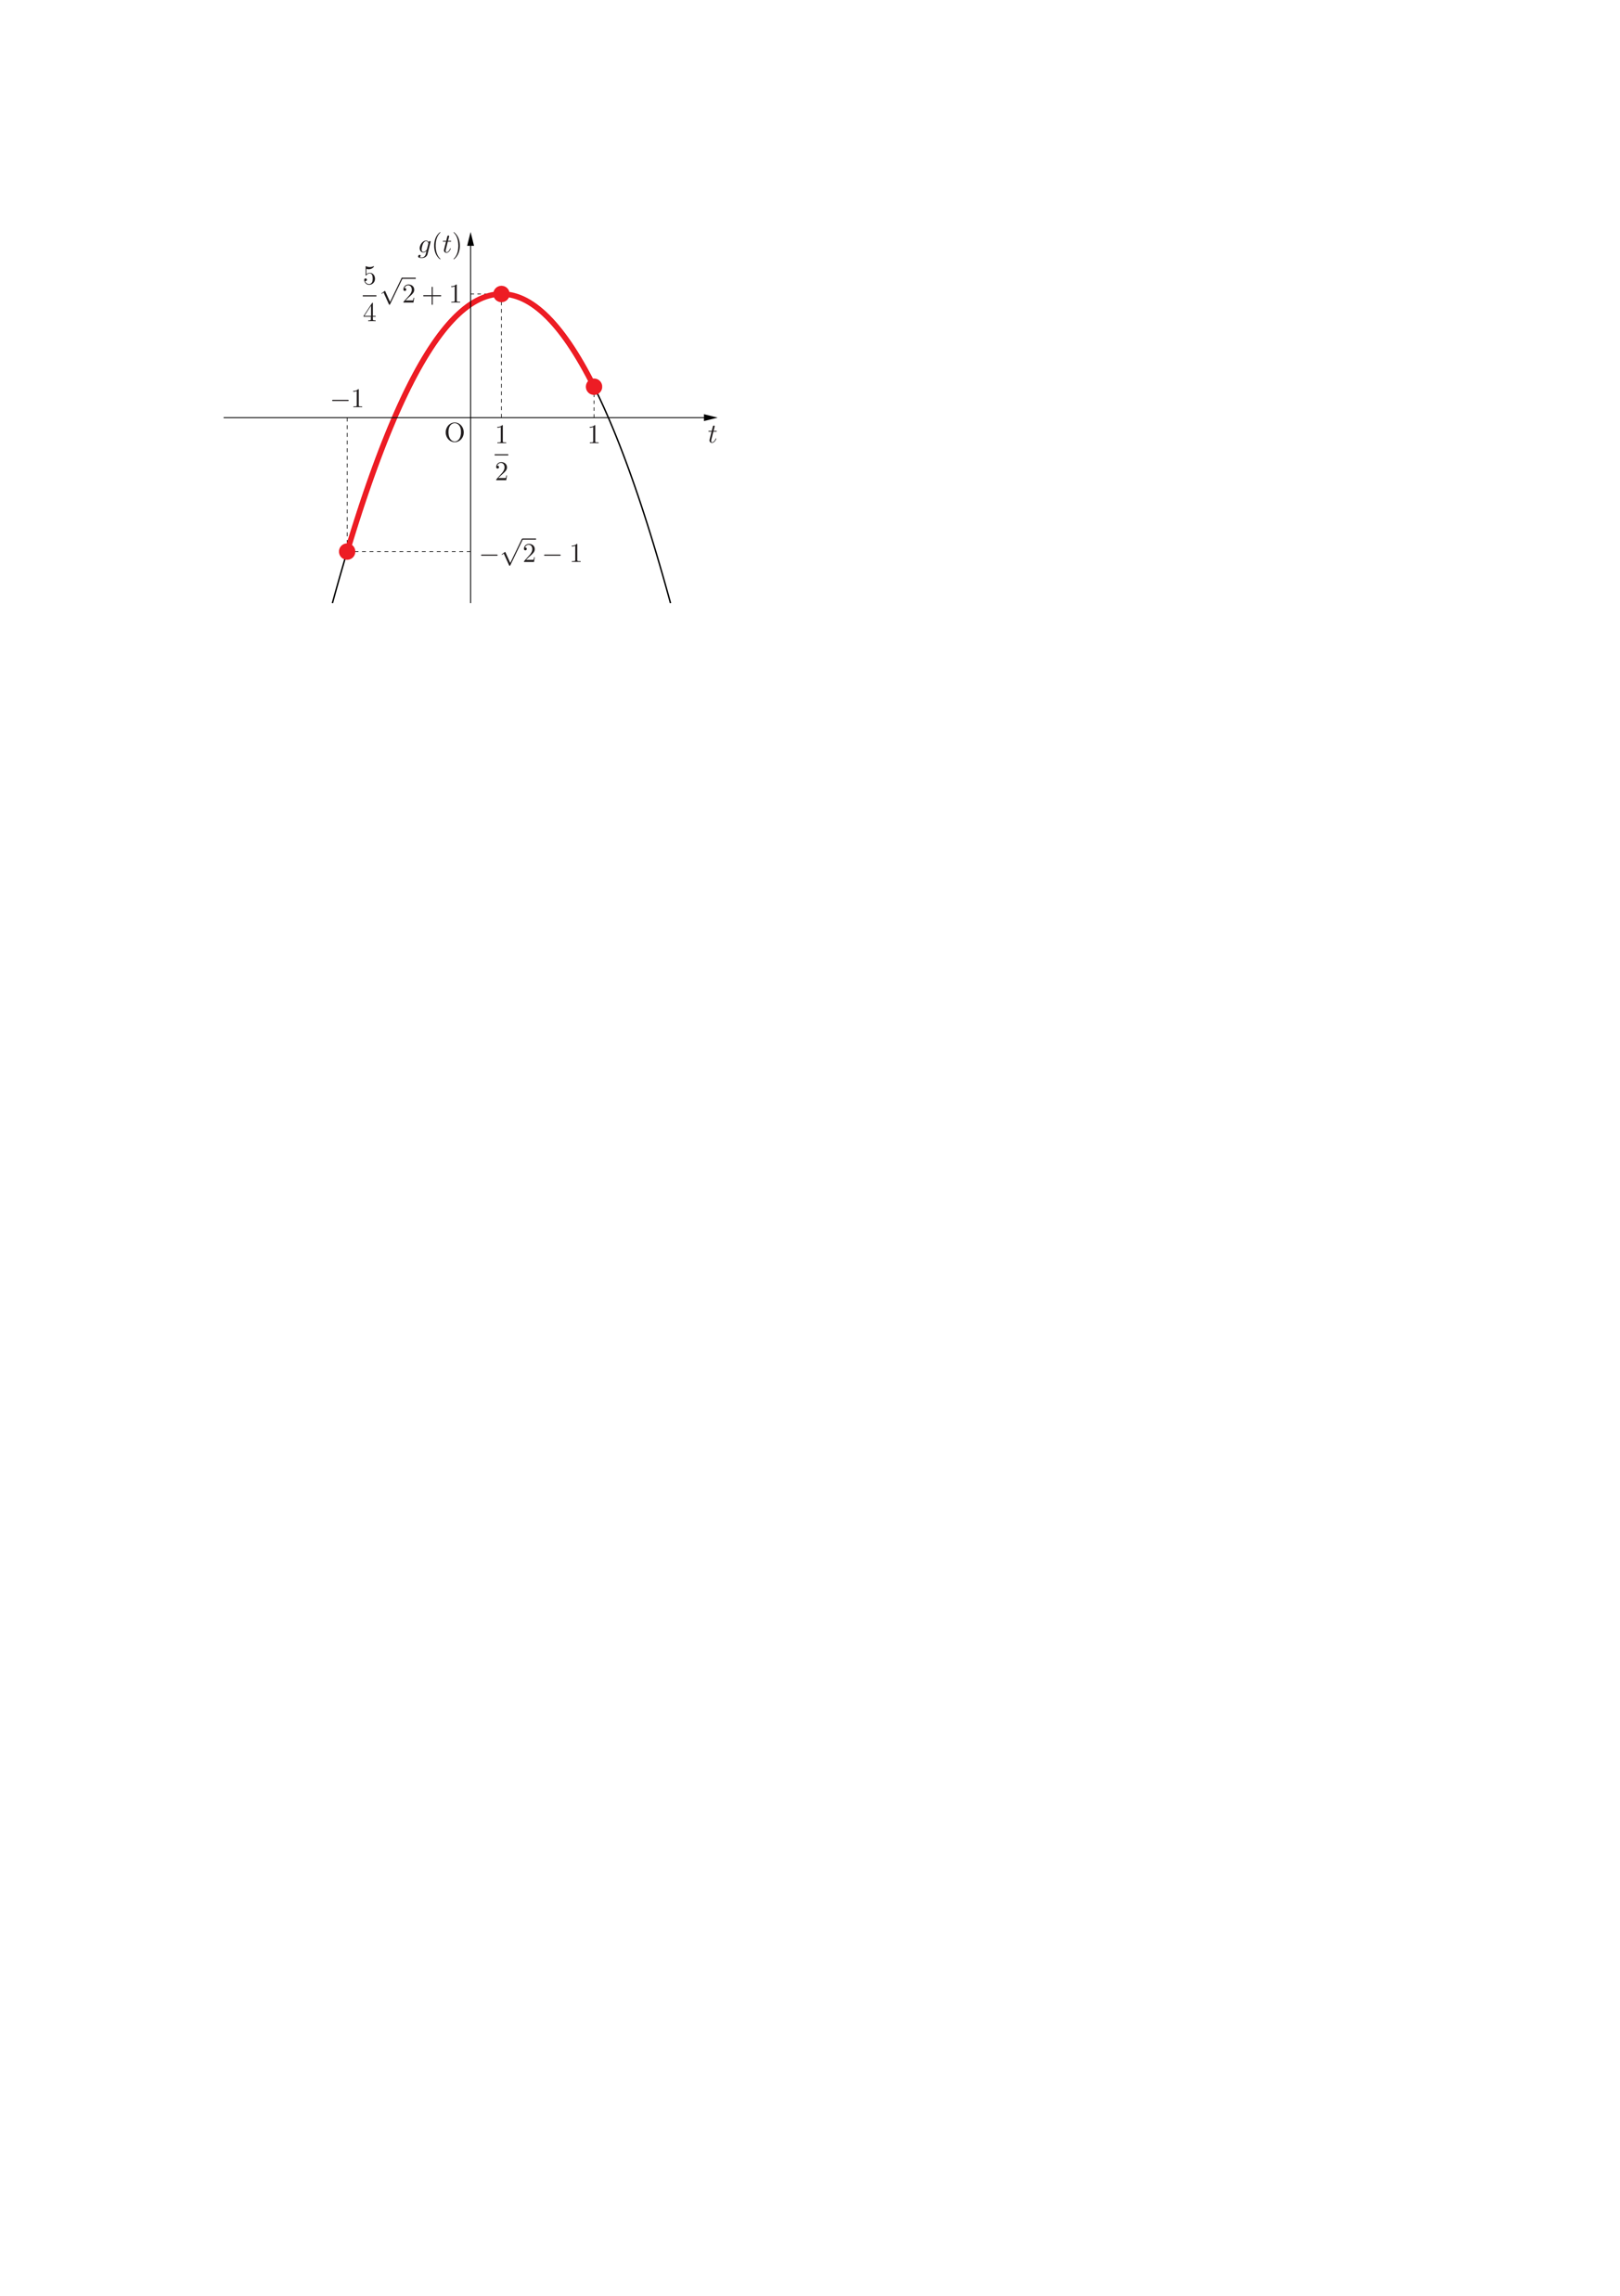 g(t)
5/4 √2 + 1
−1
O
1/2
1
t
−√2 − 1